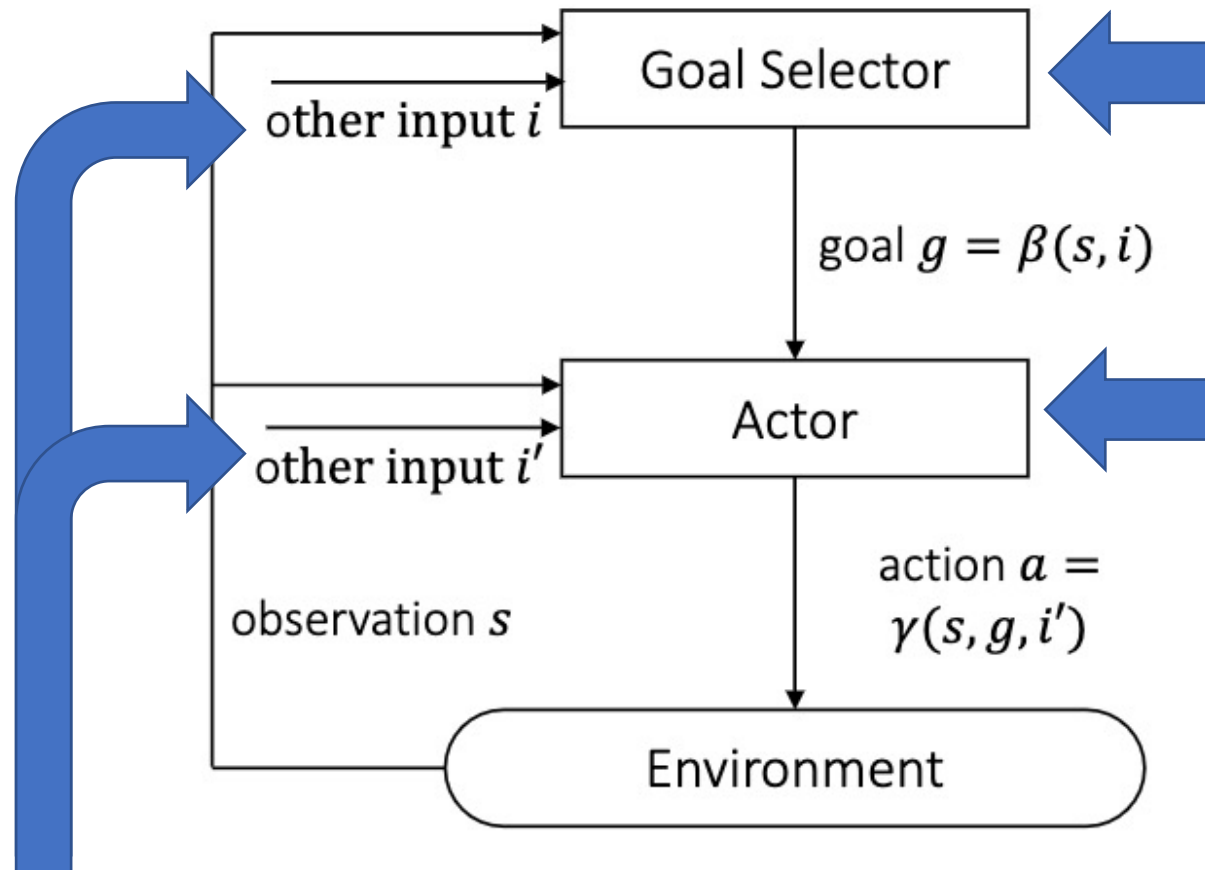 Goal Selector
other input i
goal g = β(s, i)
Actor
other input i′
action a =
γ(s, g, i′)
observation s
Environment